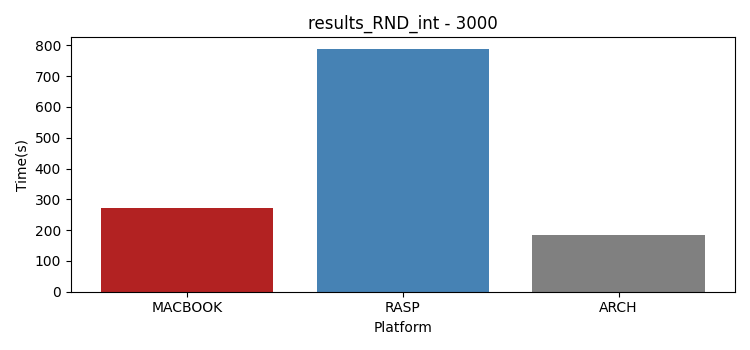 results_RND_int - 3000
800
700
600
500
400
300
200
100
0
Time(s)
MACBOOK
RASP
ARCH
Platform